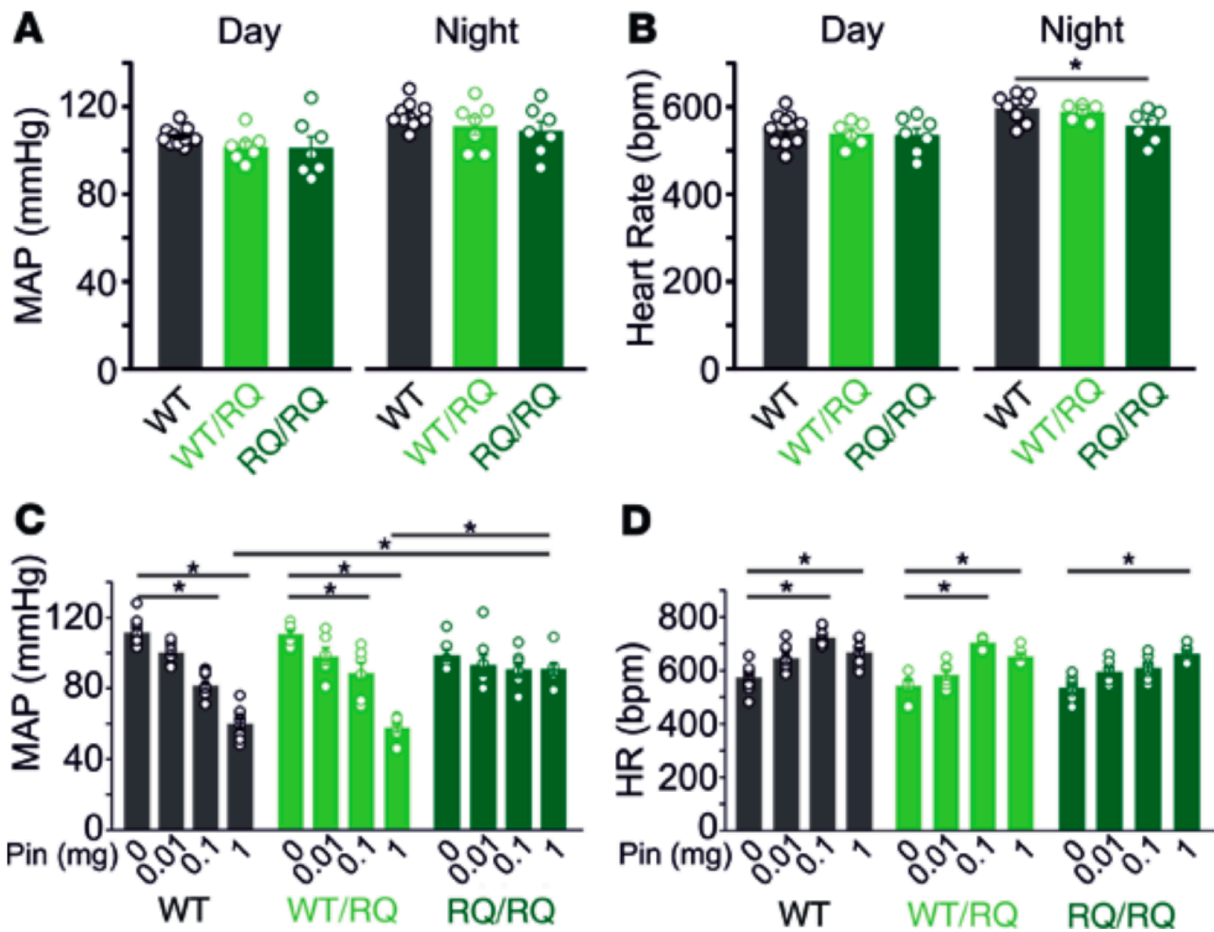 A
Day
Night
MAP (mmHg)
120
80
40
0
WT
WT/RQ
RQ/RQ
WT
WT/RQ
RQ/RQ
B
Day
Night
*
Heart Rate (bpm)
600
400
200
0
WT
WT/RQ
RQ/RQ
WT
WT/RQ
RQ/RQ
C
*
*
* *
* *
MAP (mmHg)
120
80
40
0
Pin (mg) 0 0.01 0.1 1 0 0.01 0.1 1 0 0.01 0.1 1
WT WT/RQ RQ/RQ
D
* * *
* *
HR (bpm)
800
600
400
200
0
Pin (mg) 0 0.01 0.1 1 0 0.01 0.1 1 0 0.01 0.1 1
WT WT/RQ RQ/RQ